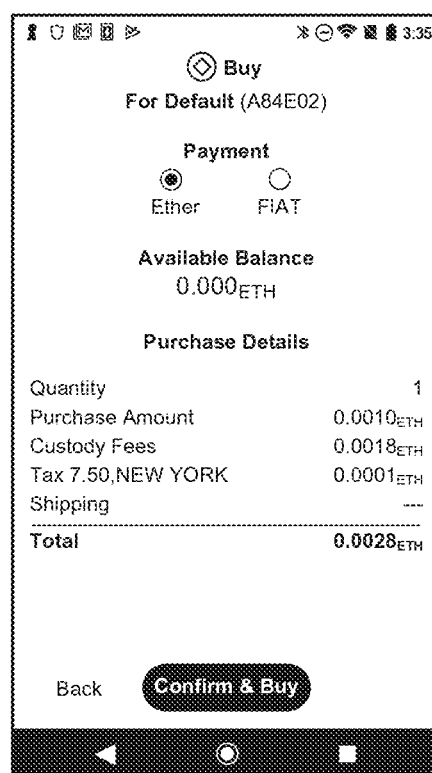 3:35
Buy
For Default (A84E02)
Payment
Ether FIAT
Available Balance
0.000ETH
Purchase Details
Quantity 1
Purchase Amount 0.0010ETH
Custody Fees 0.0018ETH
Tax 7.50,NEW YORK 0.0001ETH
Shipping ---
Total 0.0028ETH
Back Confirm & Buy